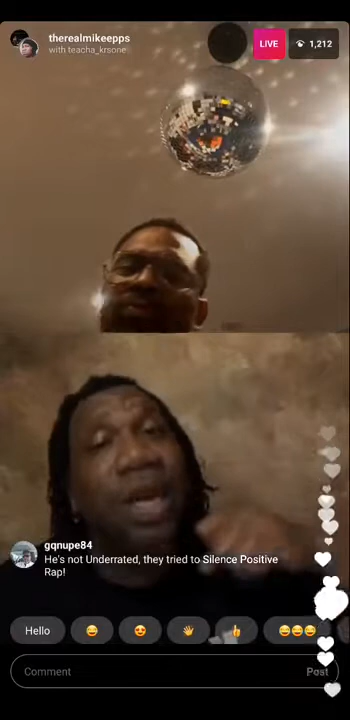 therealmikeepps
with teacha_krsone
LIVE
1,212
gqnupe84
He's not Underrated, they tried to Silence Positive
Rap!
Hello
Comment
Post